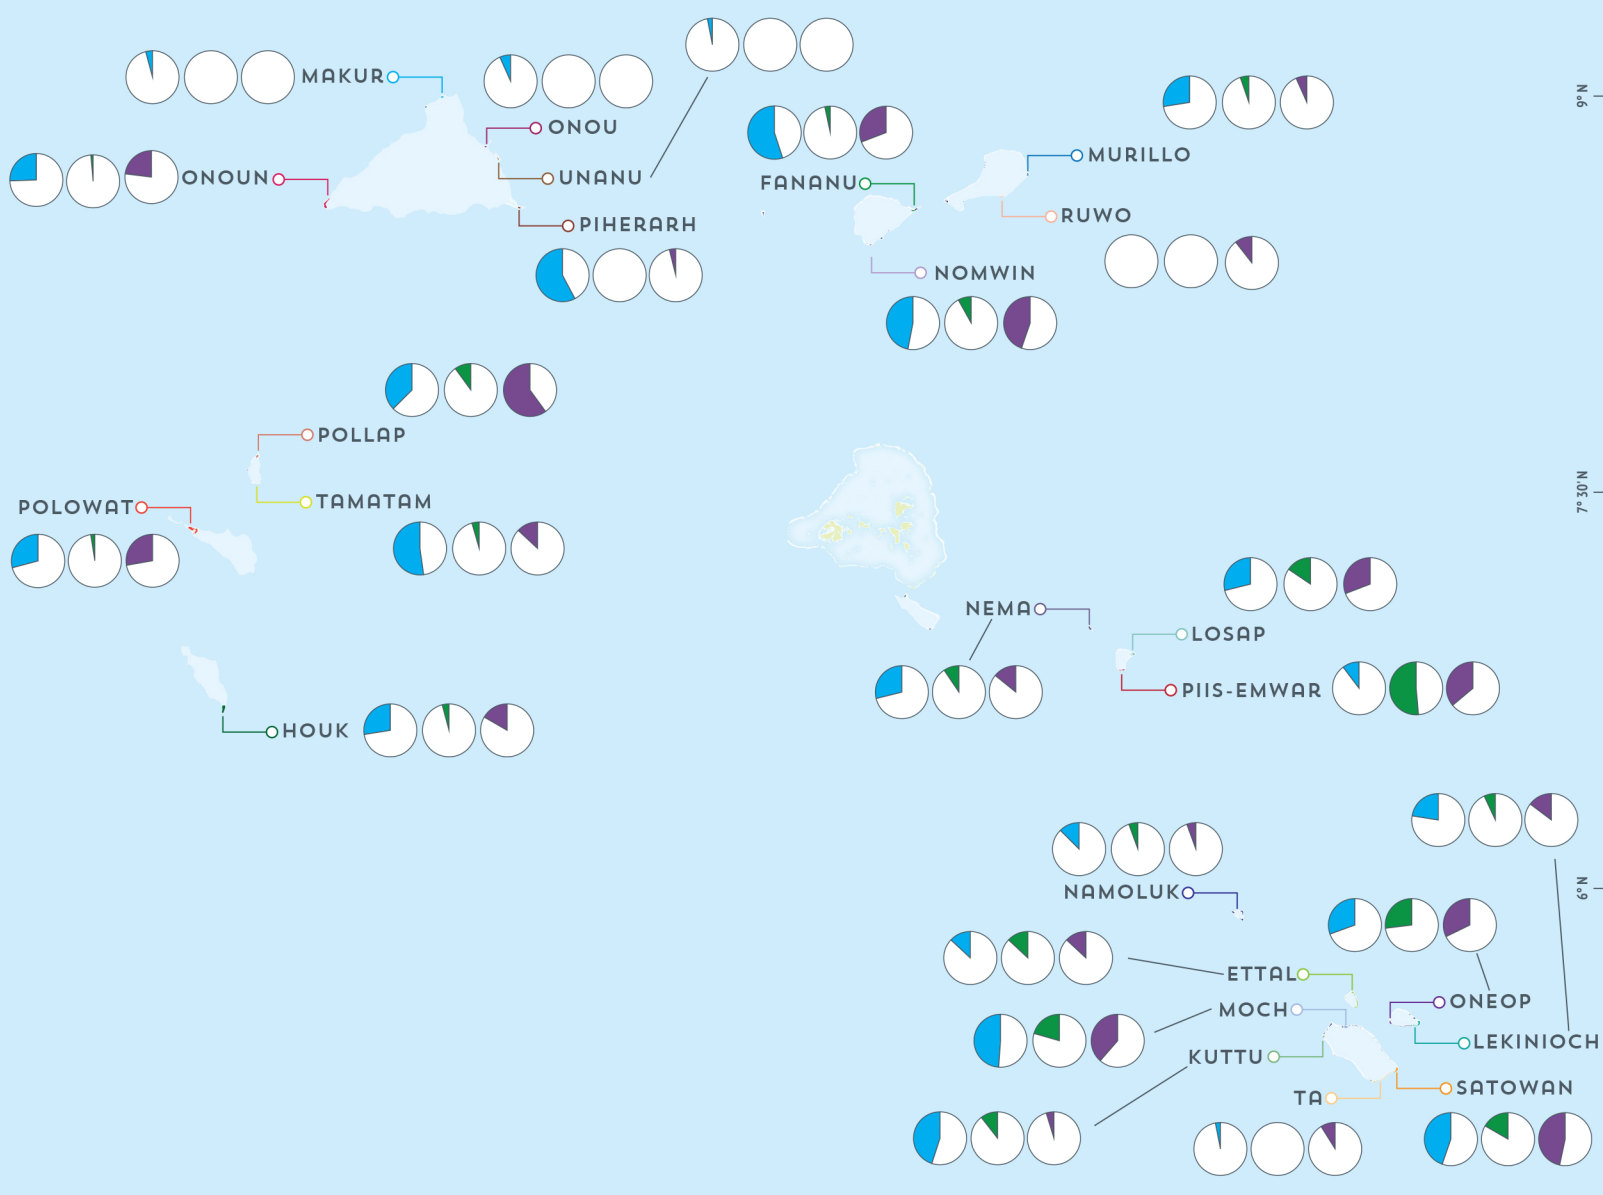 MAKUR
ONOU
9°N
MURILLO
ONOUN
UNANU
FANANU
RUWO
PIHERARH
NOMWIN
POLLAP
7°30'N
TAMATAM
POLOWAT
NEMA
LOSAP
PIIS-EMWAR
HOUK
6°N
NAMOLUK
ETTAL
ONEOP
MOCH
LEKINIOCH
KUTTU
SATOWAN
TA